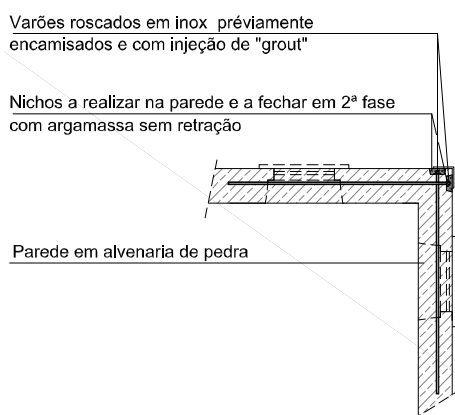 Varões roscados em inox préviamente
encamisados e com injeção de "grout"
Nichos a realizar na parede e a fechar em 2ª fase
com argamassa sem retração
Parede em alvenaria de pedra